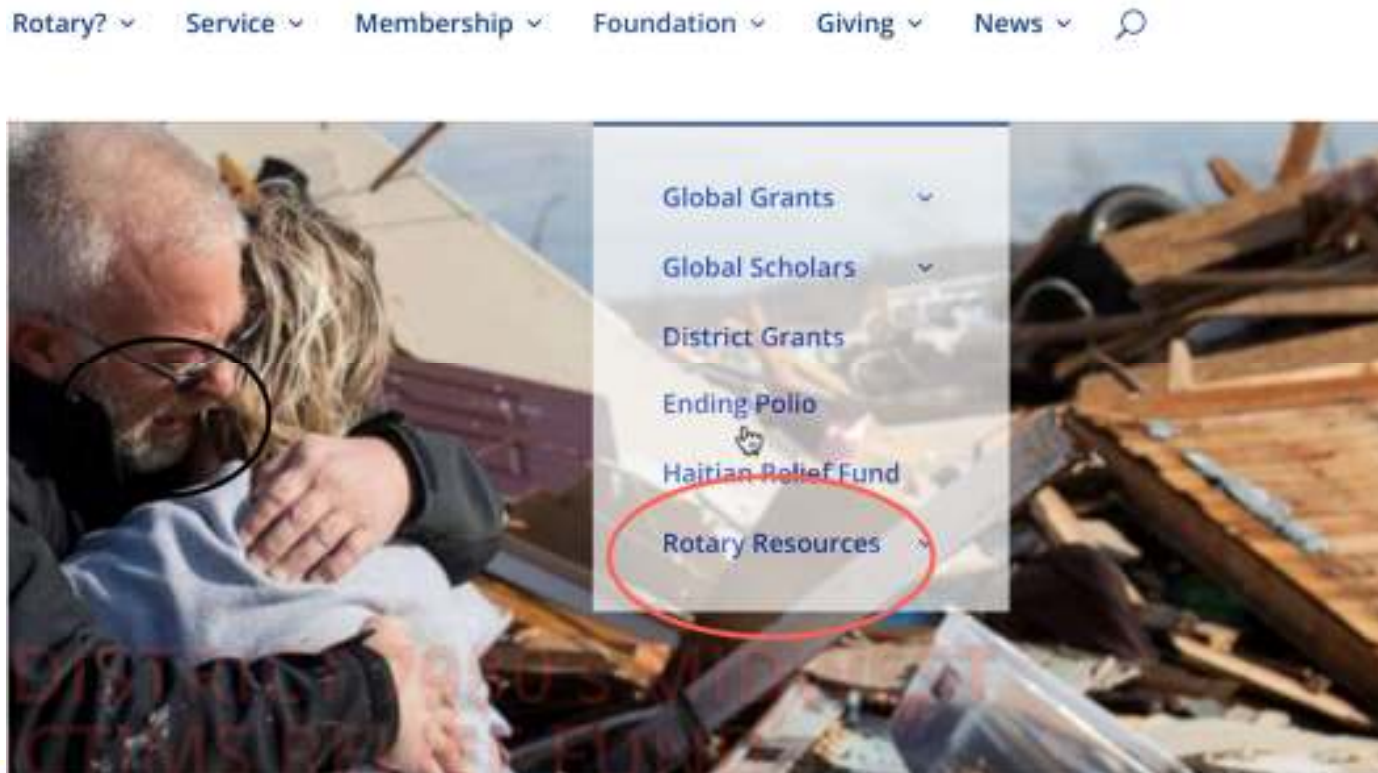 Rotary? Service Membership Foundation Giving News
Global Grants
Global Scholars
District Grants
Ending Polio
Haitian Relief Fund
Rotary Resources
DISTRICT